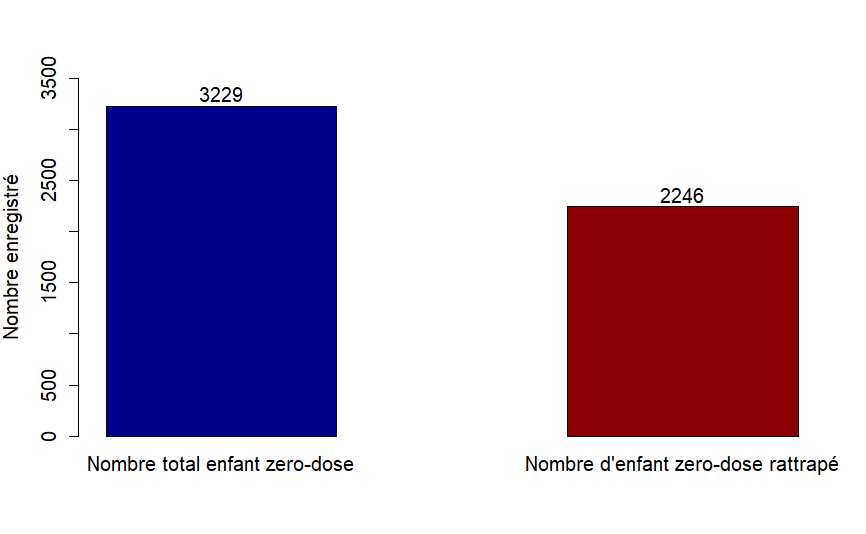 3500
2500
1500
500
0
Nombre enregistré
3229
2246
Nombre total enfant zero-dose
Nombre d'enfant zero-dose rattrapé